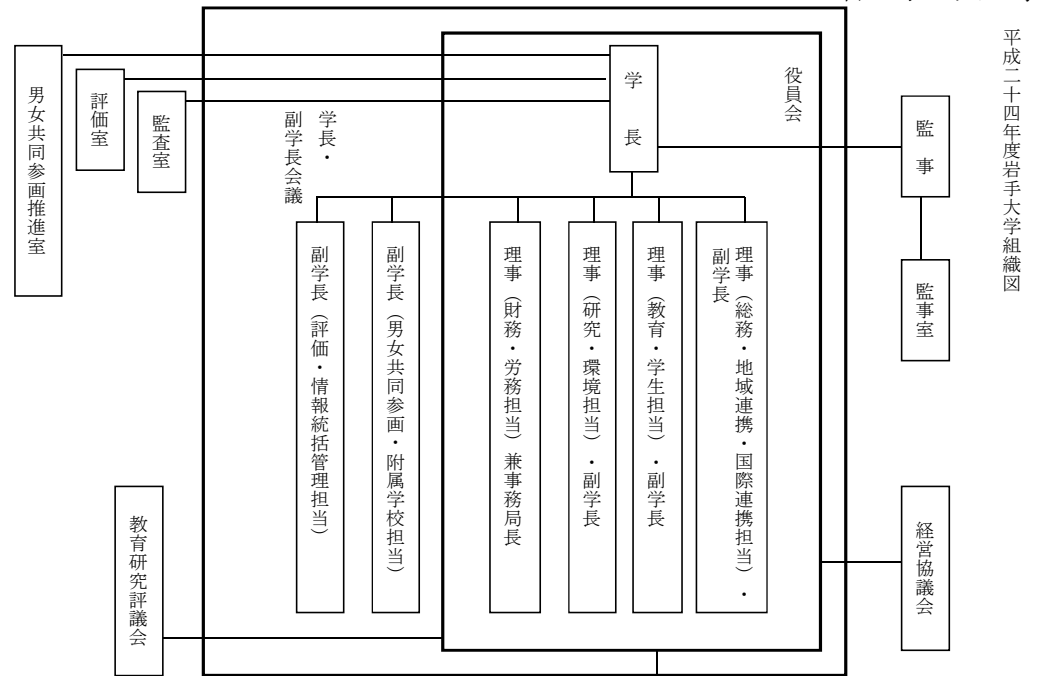 平成二十四年度岩手大学組織図
監事
監事室
経営協議会
役員会
学長
理事（総務・地域連携・国際連携担当）・
副学長
理事（教育・学生担当）・副学長
理事（研究・環境担当）・副学長
理事（財務・労務担当）兼事務局長
副学長（男女共同参画・附属学校担当）
副学長（評価・情報統括管理担当）
学長・
副学長会議
監査室
評価室
男女共同参画推進室
教育研究評議会